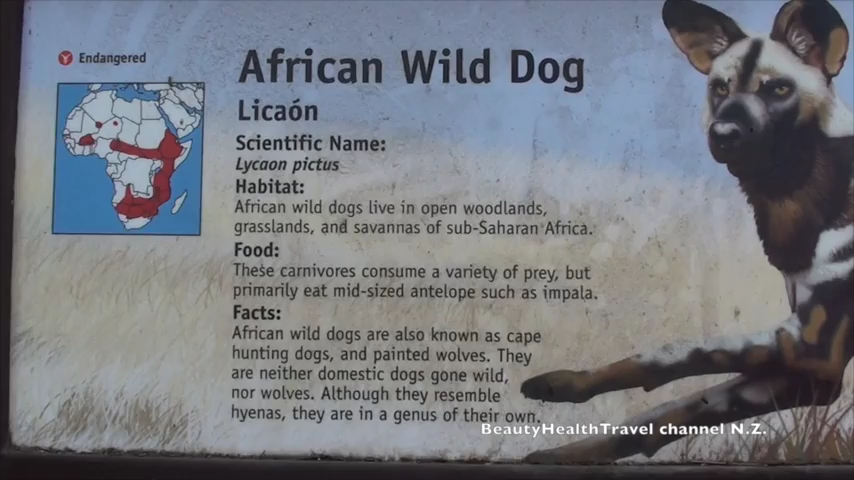 Endangered
African Wild Dog
Licaón
Scientific Name:
Lycaon pictus
Habitat:
African wild dogs live in open woodlands,
grasslands, and savannas of sub-Saharan Africa.
Food:
These carnivores consume a variety of prey, but
primarily eat mid-sized antelope such as impala.
Facts:
African wild dogs are also known as cape
hunting dogs, and painted wolves. They
are neither domestic dogs gone wild,
nor wolves. Although they resemble
hyenas, they are in a genus of their own.
BeautyHealthTravel channel N.Z.